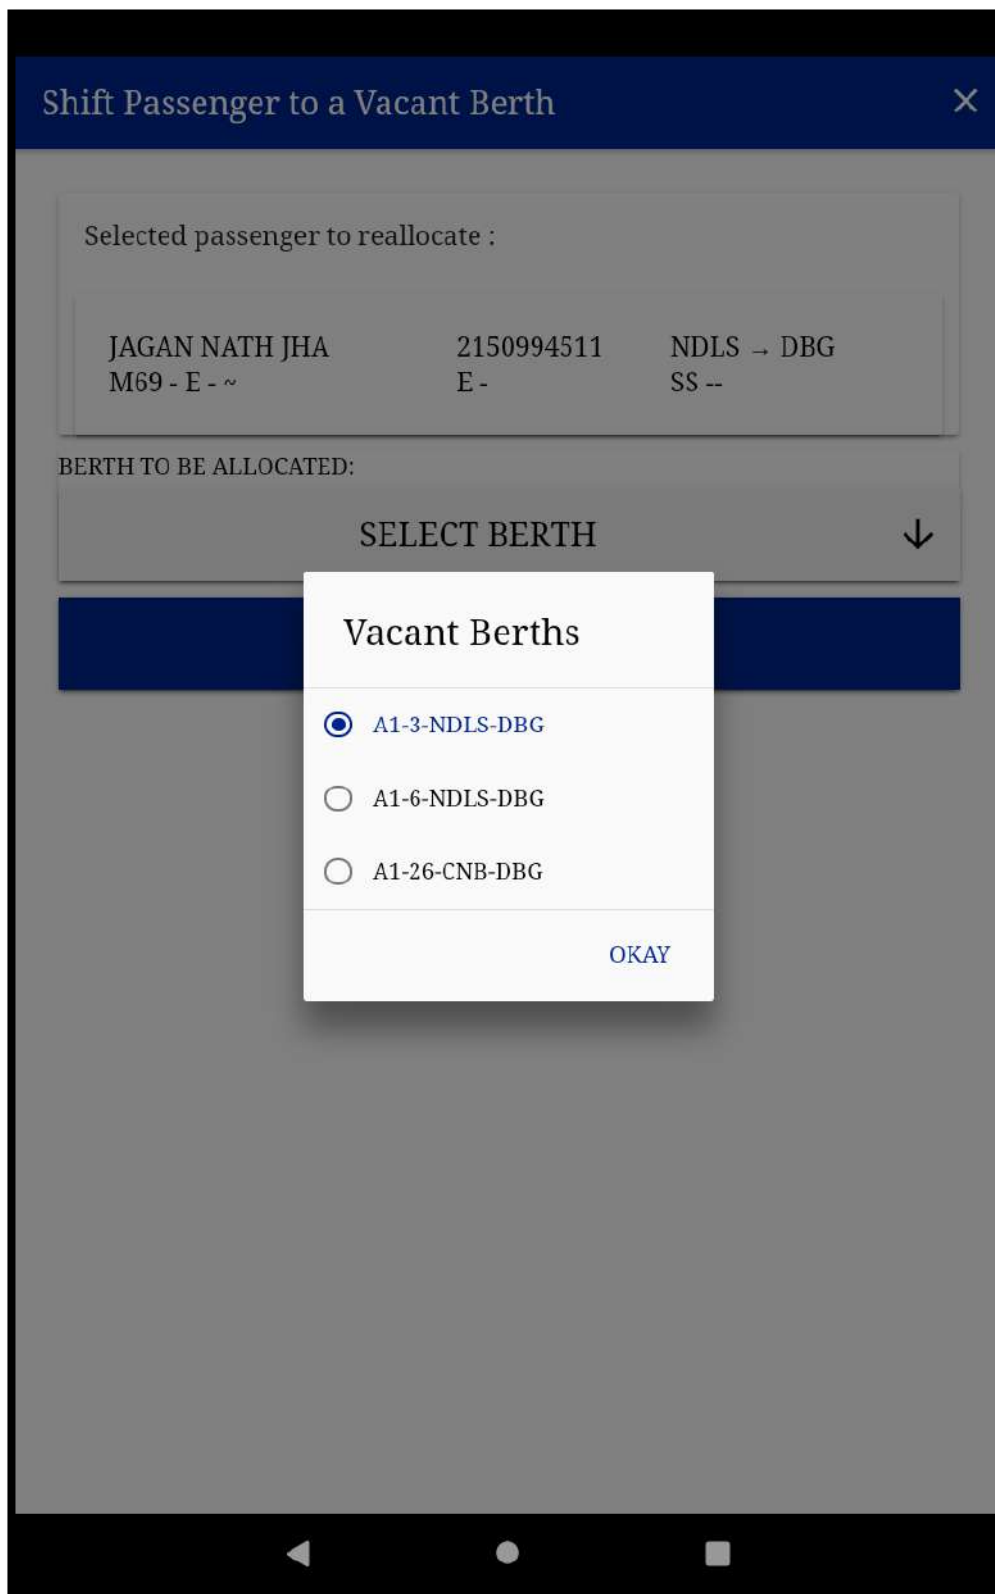 Shift Passenger to a Vacant Berth
Selected passenger to reallocate :
JAGAN NATH JHA 2150994511 NDLS → DBG
M69 - E - ~ E - SS --
BERTH TO BE ALLOCATED:
SELECT BERTH
Vacant Berths
A1-3-NDLS-DBG
A1-6-NDLS-DBG
A1-26-CNB-DBG
OKAY